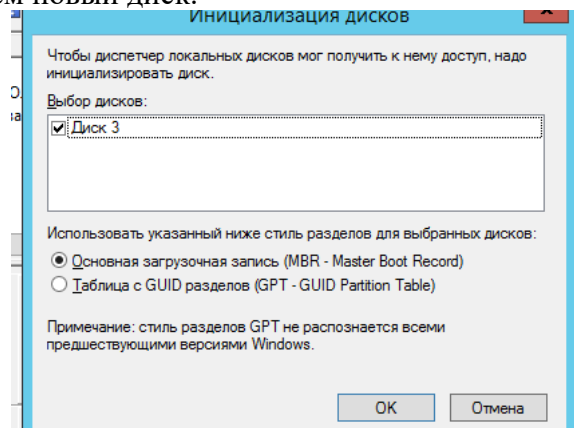 новый диск.
Инициализация дисков
Чтобы диспетчер локальных дисков мог получить к нему доступ, надо
инициализировать диск.
Выбор дисков:
Диск 3
Использовать указанный ниже стиль разделов для выбранных дисков:
Основная загрузочная запись (MBR - Master Boot Record)
Таблица с GUID разделов (GPT - GUID Partition Table)
Примечание: стиль разделов GPT не распознается всеми
предшествующими версиями Windows.
OK Отмена